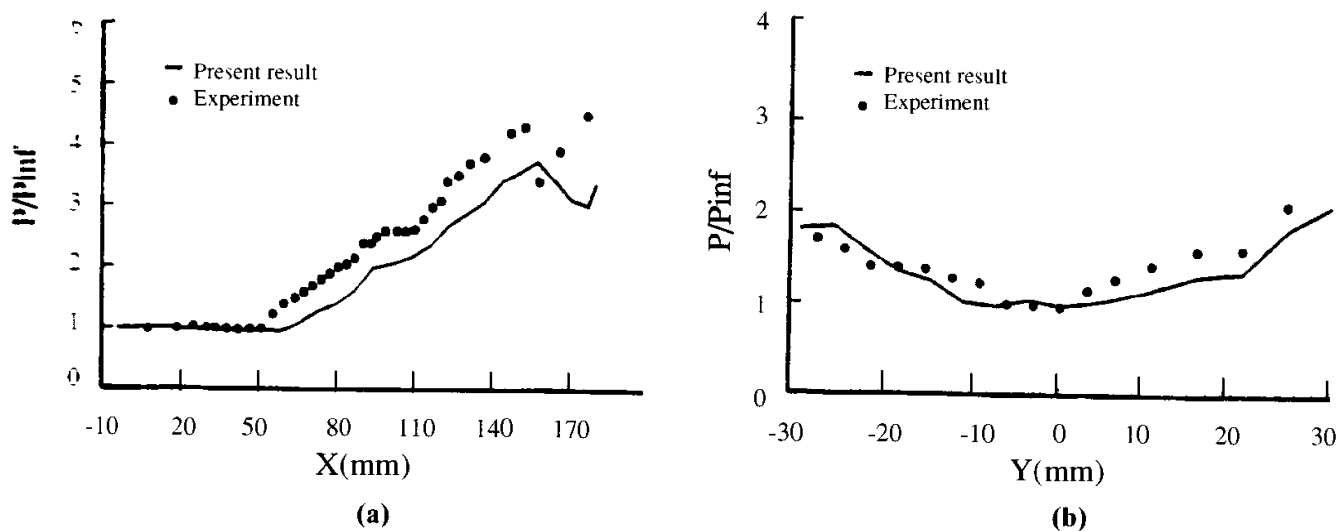 5
4
3
2
1
0
P/Pinf
Present result
Experiment
-10 20 50 80 110 140 170
X(mm)
(a)
4
3
2
1
0
P/Pinf
Present result
Experiment
-30 -20 -10 0 10 20 30
Y(mm)
(b)